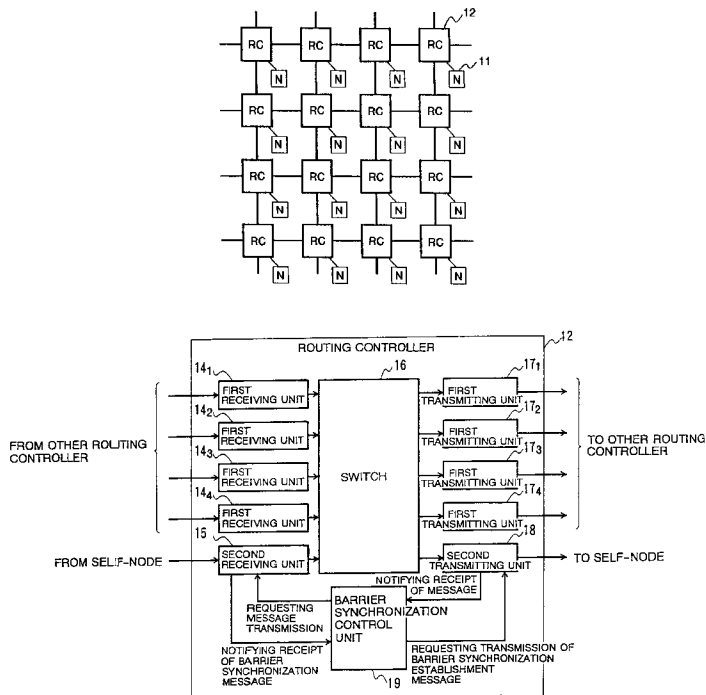 12
RC RC RC RC
11
N N N N
RC RC RC RC
N N N N
RC RC RC RC
N N N N
RC RC RC RC
N N N N
12
ROUTING CONTROLLER
14₁
16
17₁
FIRST
RECEIVING UNIT
FIRST
TRANSMITTING UNIT
14₂
17₂
FIRST
RECEIVING UNIT
FIRST
TRANSMITTING UNIT
FROM OTHER ROUTING
CONTROLLER
TO OTHER ROUTING
CONTROLLER
14₃
17₃
FIRST
RECEIVING UNIT
SWITCH
FIRST
TRANSMITTING UNIT
14₄
17₄
FIRST
RECEIVING UNIT
FIRST
TRANSMITTING UNIT
15
18
FROM SELF-NODE
SECOND
RECEIVING UNIT
SECOND
TRANSMITTING UNIT
TO SELF-NODE
NOTIFYING RECEIPT
OF MESSAGE
REQUESTING
MESSAGE
TRANSMISSION
BARRIER
SYNCHRONIZATION
CONTROL
UNIT
NOTIFYING RECEIPT
OF BARRIER
SYNCHRONIZATION
MESSAGE
REQUESTING TRANSMISSION OF
BARRIER SYNCHRONIZATION
ESTABLISHMENT
MESSAGE
19